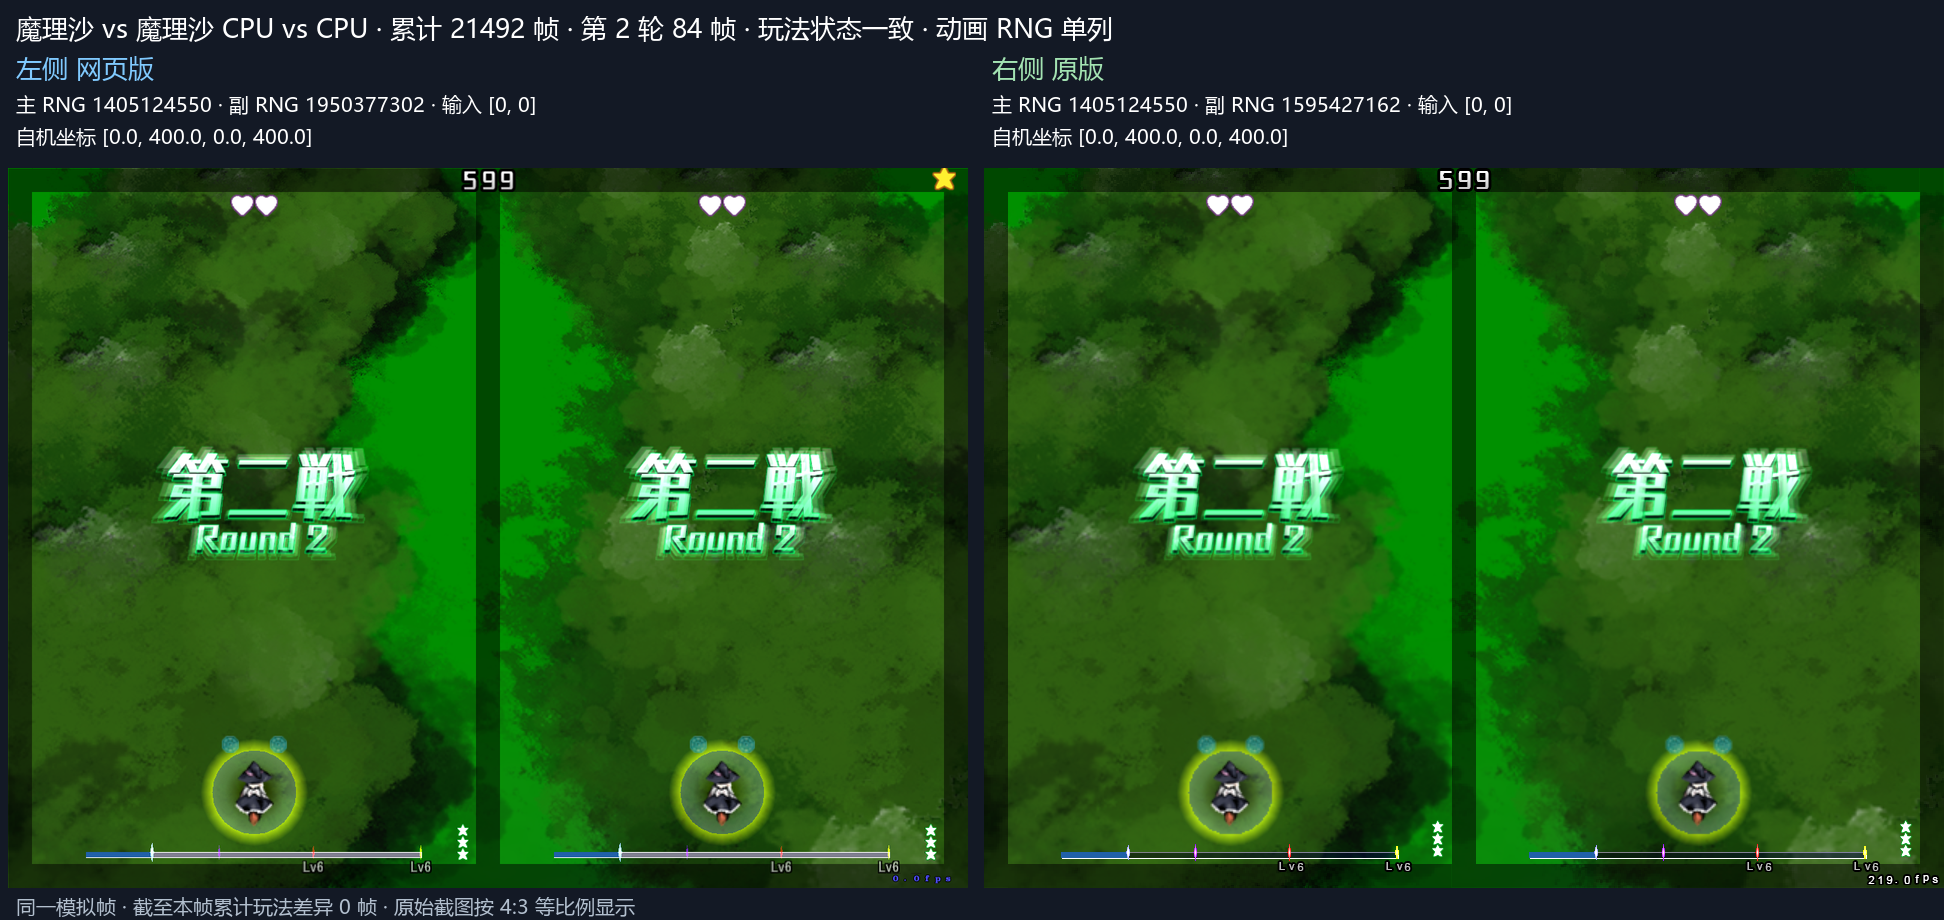 魔理沙 vs 魔理沙 CPU vs CPU · 累计 21492 帧 · 第 2 轮 84 帧 · 玩法状态一致 · 动画 RNG 单列
左侧 网页版
主 RNG 1405124550 · 副 RNG 1950377302 · 输入 [0, 0]
自机坐标 [0.0, 400.0, 0.0, 400.0]
右侧 原版
主 RNG 1405124550 · 副 RNG 1595427162 · 输入 [0, 0]
自机坐标 [0.0, 400.0, 0.0, 400.0]
599
第二戦
Round 2
第二戦
Round 2
Lv6
Lv6
Lv6
Lv6
0.0fps
599
第二戦
Round 2
第二戦
Round 2
Lv6
Lv6
Lv6
Lv6
219.0fps
同一模拟帧 · 截至本帧累计玩法差异 0 帧 · 原始截图按 4:3 等比例显示